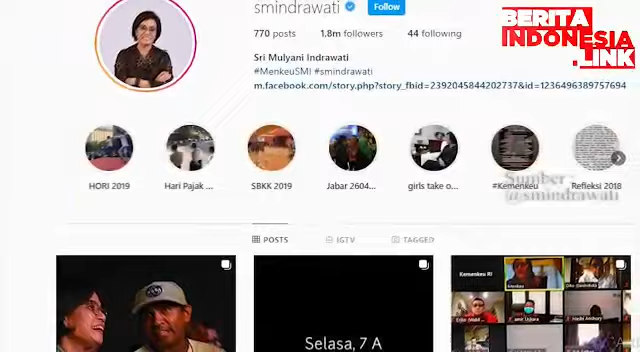 smindrawati Follow
BERITA
INDONESIA
.LINK
770 posts 1.8m followers 44 following
Sri Mulyani Indrawati
#MenkeuSMI #smindrawati
m.facebook.com/story.php?story_fbid=2392045844202737&id=1236496389757694
HORI 2019 Hari Pajak ... SBKK 2019 Jabar 2604... girls take o... #Kemenkeu Refleksi 2018
Sumber :
@smindrawati
POSTS IGTV TAGGED
Kemenkeu RI
Selasa, 7 A